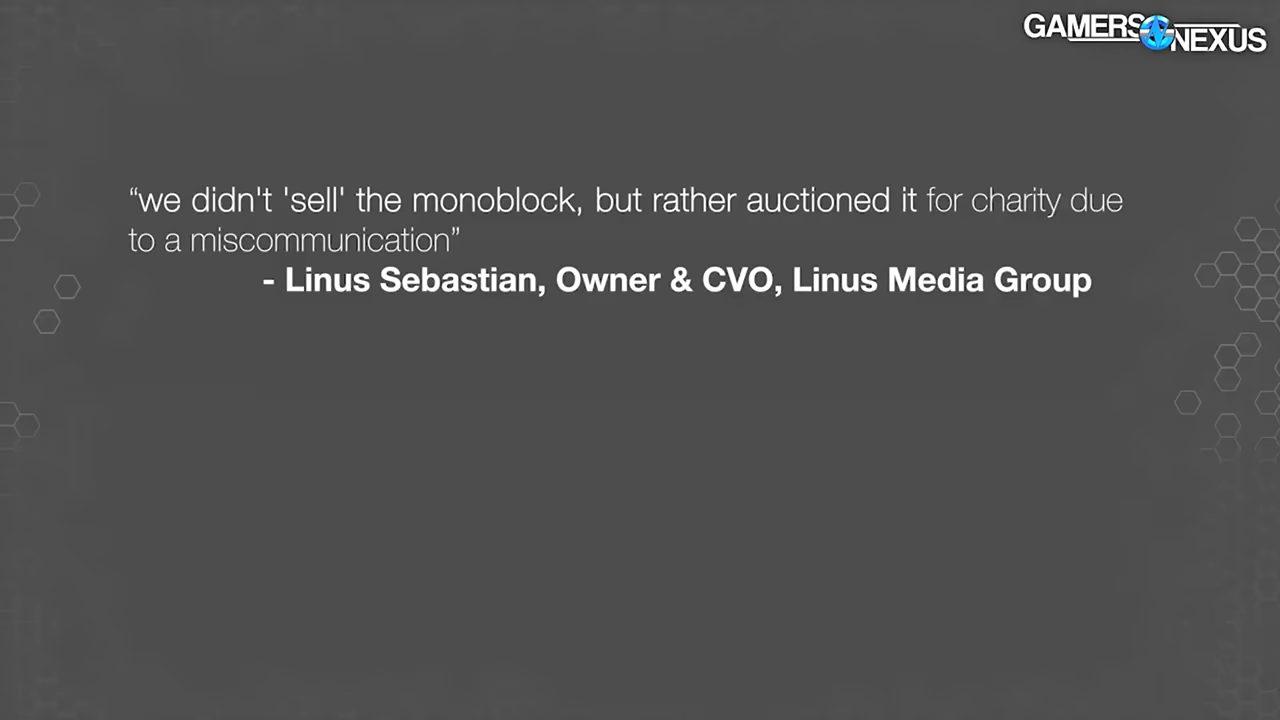 GAMERS NEXUS
“we didn't 'sell' the monoblock, but rather auctioned it for charity due
to a miscommunication”
- Linus Sebastian, Owner & CVO, Linus Media Group